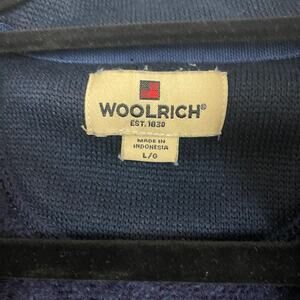 WOOLRICH®
EST. 1830
MADE IN
INDONESIA
L/G